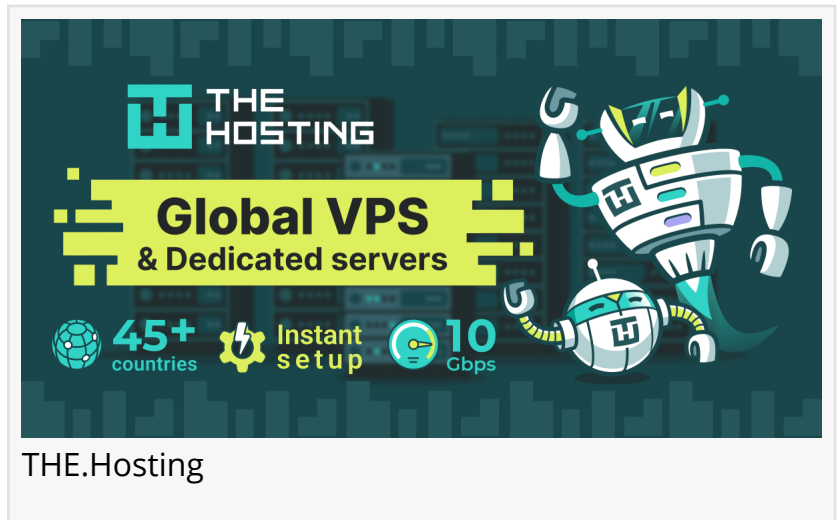 THE
HOSTING
Global VPS
& Dedicated servers
45+
countries
Instant
setup
10
Gbps
THE.Hosting